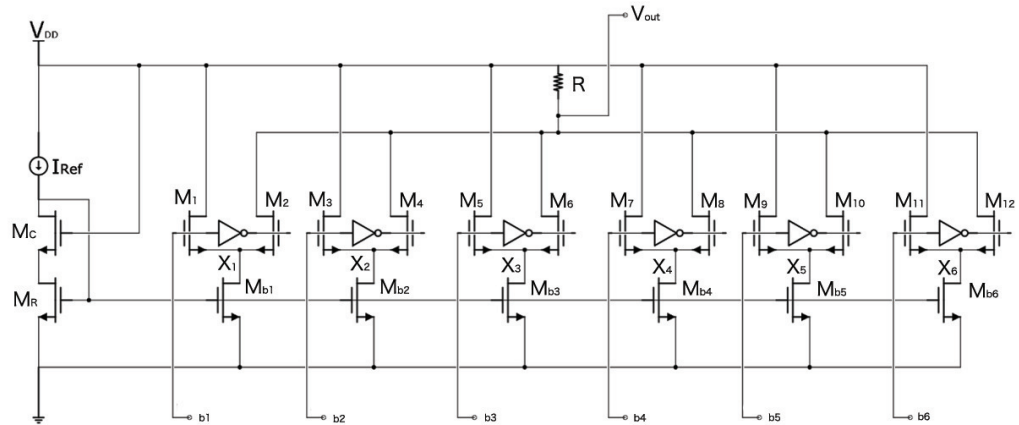 Vout
VDD
R
IRef
M1 M2 M3 M4 M5 M6 M7 M8 M9 M10 M11 M12
MC
X1 X2 X3 X4 X5 X6
MR Mb1 Mb2 Mb3 Mb4 Mb5 Mb6
b1 b2 b3 b4 b5 b6